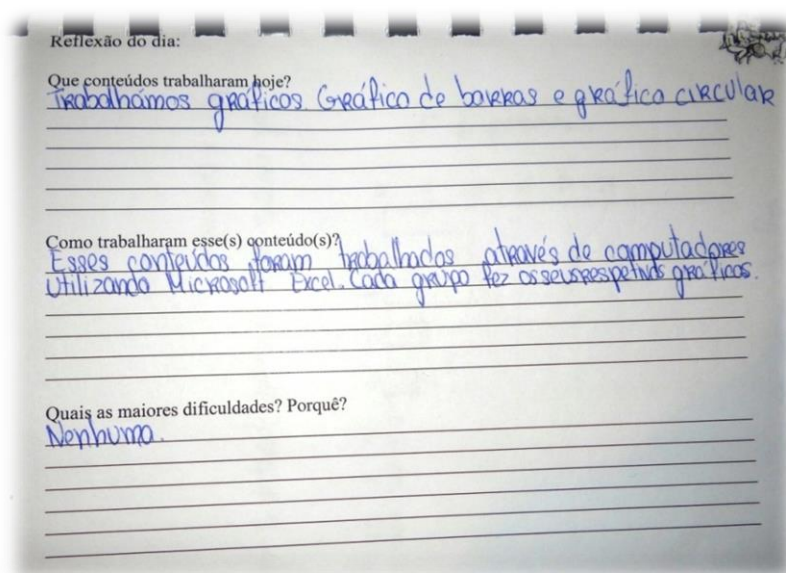 Reflexão do dia:
Que conteúdos trabalharam hoje?
Trabalhámos gráficos Gráfico de barras e gráfico circular
Como trabalharam esse(s) conteúdo(s)?
Esses conteúdos foram trabalhados através de computadores
Utilizando Microsoft Excel. Cada grupo fez os seus respetivos gráficos.
Quais as maiores dificuldades? Porquê?
Nenhuma.